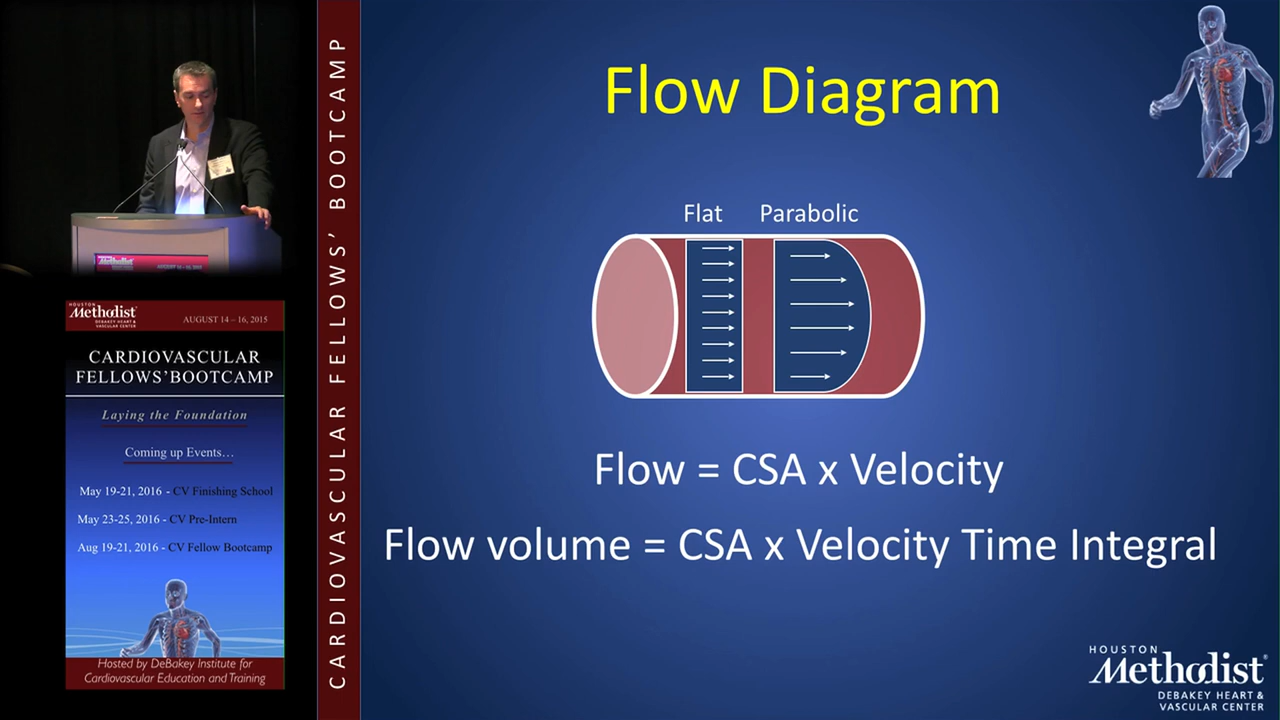 CARDIOVASCULAR FELLOWS' BOOTCAMP
Flow Diagram
Flat Parabolic
Flow = CSA x Velocity
Flow volume = CSA x Velocity Time Integral
HOUSTON
Methodist
DEBAKEY HEART &
VASCULAR CENTER
Methodist
HOUSTON
Methodist
DEBAKEY HEART &
VASCULAR CENTER
AUGUST 14 – 16, 2015
CARDIOVASCULAR
FELLOWS'BOOTCAMP
Laying the Foundation
Coming up Events…
May 19-21, 2016 - CV Finishing School
May 23-25, 2016 - CV Pre-Intern
Aug 19-21, 2016 - CV Fellow Bootcamp
Hosted by DeBakey Institute for
Cardiovascular Education and Training